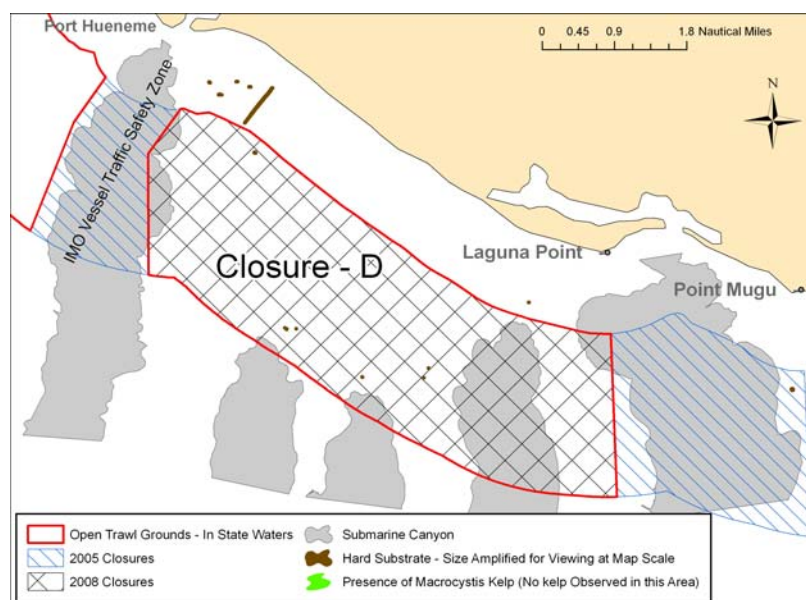 Port Hueneme
0 0.45 0.9 1.8 Nautical Miles
N
IMO Vessel Traffic Safety Zone
Closure - D
Laguna Point
Point Mugu
Open Trawl Grounds - In State Waters
2005 Closures
2008 Closures
Submarine Canyon
Hard Substrate - Size Amplified for Viewing at Map Scale
Presence of Macrocystis Kelp (No kelp Observed in this Area)